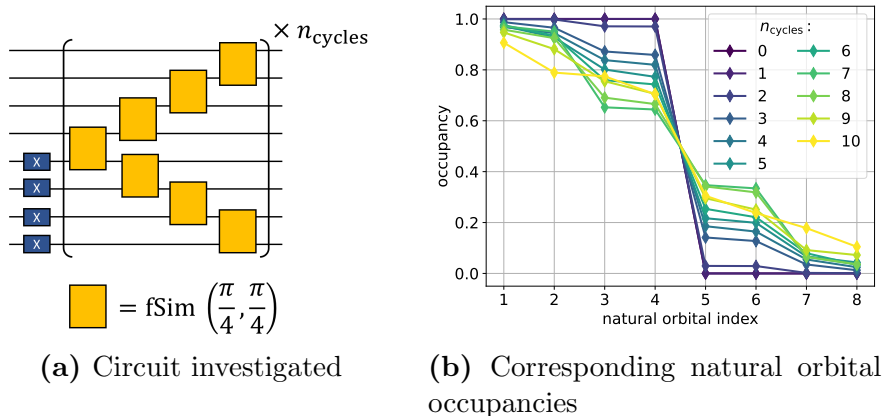 × n_cycles
X
X
X
X
= fSim (π/4, π/4)
(a) Circuit investigated
1.0
0.8
0.6
0.4
0.2
0.0
occupancy
n_cycles :
0 6
1 7
2 8
3 9
4 10
5
1 2 3 4 5 6 7 8
natural orbital index
(b) Corresponding natural orbital
occupancies